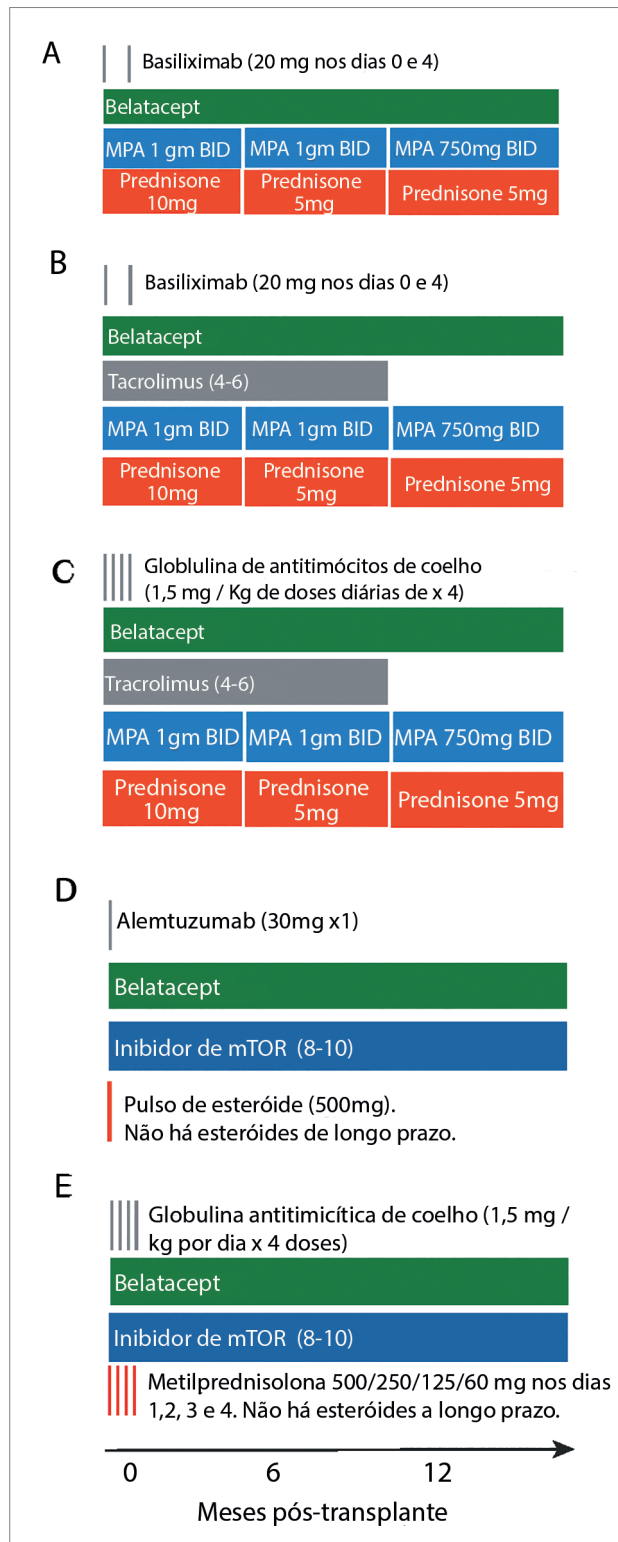 A
Basiliximab (20 mg nos dias 0 e 4)
Belatacept
MPA 1 gm BID MPA 1gm BID MPA 750mg BID
Prednisone 10mg Prednisone 5mg Prednisone 5mg
B
Basiliximab (20 mg nos dias 0 e 4)
Belatacept
Tacrolimus (4-6)
MPA 1gm BID MPA 1gm BID MPA 750mg BID
Prednisone 10mg Prednisone 5mg Prednisone 5mg
C
Globlulina de antitimócitos de coelho
(1,5 mg / Kg de doses diárias de x 4)
Belatacept
Tracrolimus (4-6)
MPA 1gm BID MPA 1gm BID MPA 750mg BID
Prednisone 10mg Prednisone 5mg Prednisone 5mg
D
Alemtuzumab (30mg x1)
Belatacept
Inibidor de mTOR (8-10)
Pulso de esteróide (500mg).
Não há esteróides de longo prazo.
E
Globulina antitimicítica de coelho (1,5 mg /
kg por dia x 4 doses)
Belatacept
Inibidor de mTOR (8-10)
Metilprednisolona 500/250/125/60 mg nos dias
1,2, 3 e 4. Não há esteróides a longo prazo.
0 6 12
Meses pós-transplante